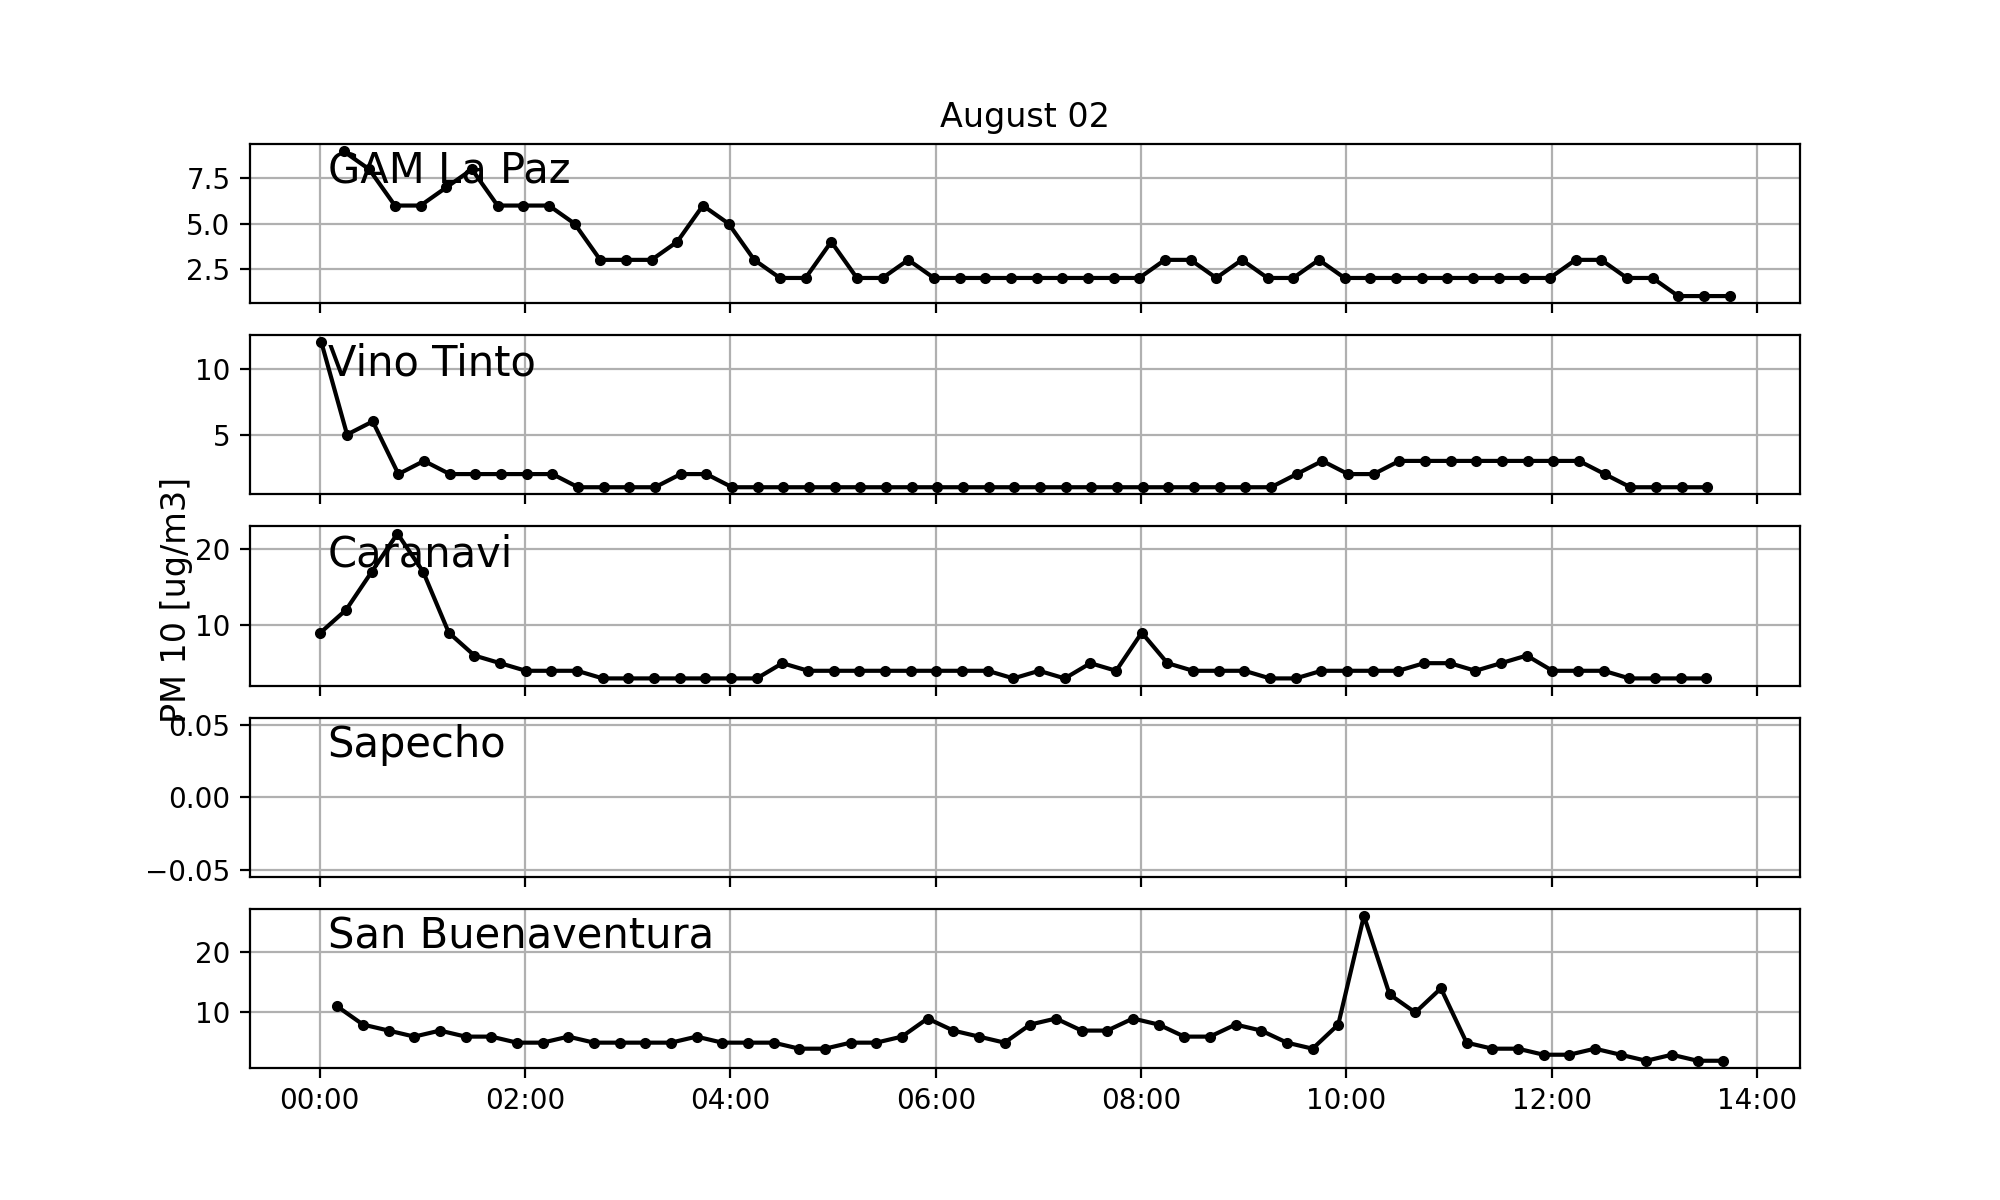 August 02
GAM La Paz
7.5
5.0
2.5
Vino Tinto
10
5
PM 10 [ug/m3]
Caranavi
20
10
Sapecho
0.05
0.00
−0.05
San Buenaventura
20
10
00:00 02:00 04:00 06:00 08:00 10:00 12:00 14:00